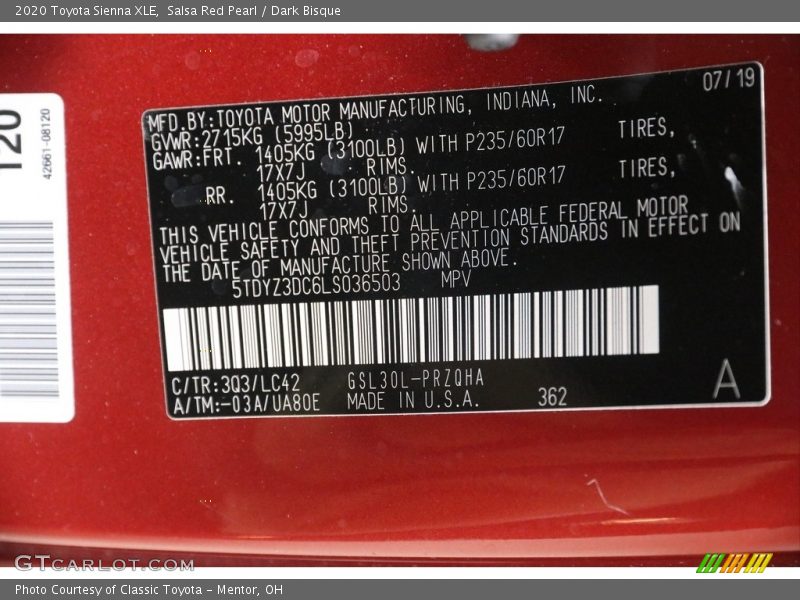 2020 Toyota Sienna XLE,  Salsa Red Pearl / Dark Bisque
07/19
MFD.BY:TOYOTA MOTOR MANUFACTURING, INDIANA, INC.
GVWR:2715KG (5995LB)
GAWR:FRT. 1405KG (3100LB) WITH P235/60R17 TIRES,
17X7J RIMS.
RR. 1405KG (3100LB) WITH P235/60R17 TIRES,
17X7J RIMS.
THIS VEHICLE CONFORMS TO ALL APPLICABLE FEDERAL MOTOR
VEHICLE SAFETY AND THEFT PREVENTION STANDARDS IN EFFECT ON
THE DATE OF MANUFACTURE SHOWN ABOVE.
5TDYZ3DC6LS036503 MPV
C/TR:3Q3/LC42 GSL30L-PRZQHA
A/TM:-03A/UA80E MADE IN U.S.A. 362
A
120
42661-08120
GTCARLOT.COM
Photo Courtesy of Classic Toyota - Mentor, OH